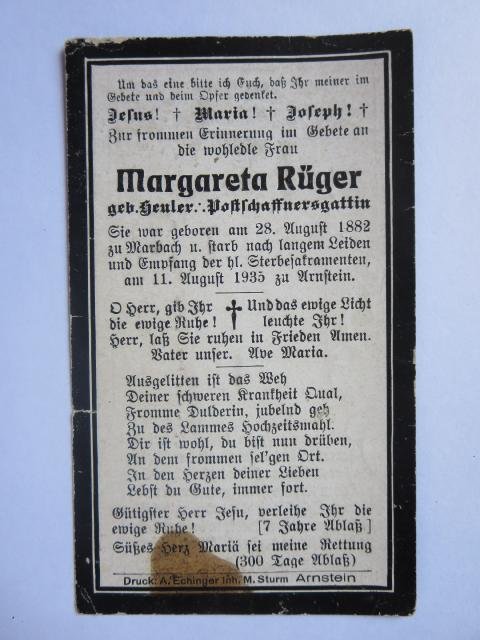 Um das eine bitte ich Euch, daß Ihr meiner im
Gebete und beim Opfer gedenket.
Jesus! † Maria! † Joseph! †
Zur frommen Erinnerung im Gebete an
die wohledle Frau
Margareta Rüger
geb. Heuler ∴ Postschaffnersgattin
Sie war geboren am 28. August 1882
zu Marbach u. starb nach langem Leiden
und Empfang der hl. Sterbesakramenten,
am 11. August 1935 zu Arnstein.
O Herr, gib Ihr † Und das ewige Licht
die ewige Ruhe! leuchte Ihr!
Herr, laß Sie ruhen in Frieden Amen.
Vater unser. Ave Maria.
Ausgelitten ist das Weh
Deiner schweren Krankheit Qual,
Fromme Dulderin, jubelnd geh
Zu des Lammes Hochzeitsmahl.
Dir ist wohl, du bist nun drüben,
An dem frommen sel'gen Ort.
In den Herzen deiner Lieben
Lebst du Gute, immer fort.
Gütigster Herr Jesu, verleihe Ihr die
ewige Ruhe! [7 Jahre Ablaß]
Süßes Herz Mariä sei meine Rettung
(300 Tage Ablaß)
Druck: A. Echinger Inh. M. Sturm Arnstein